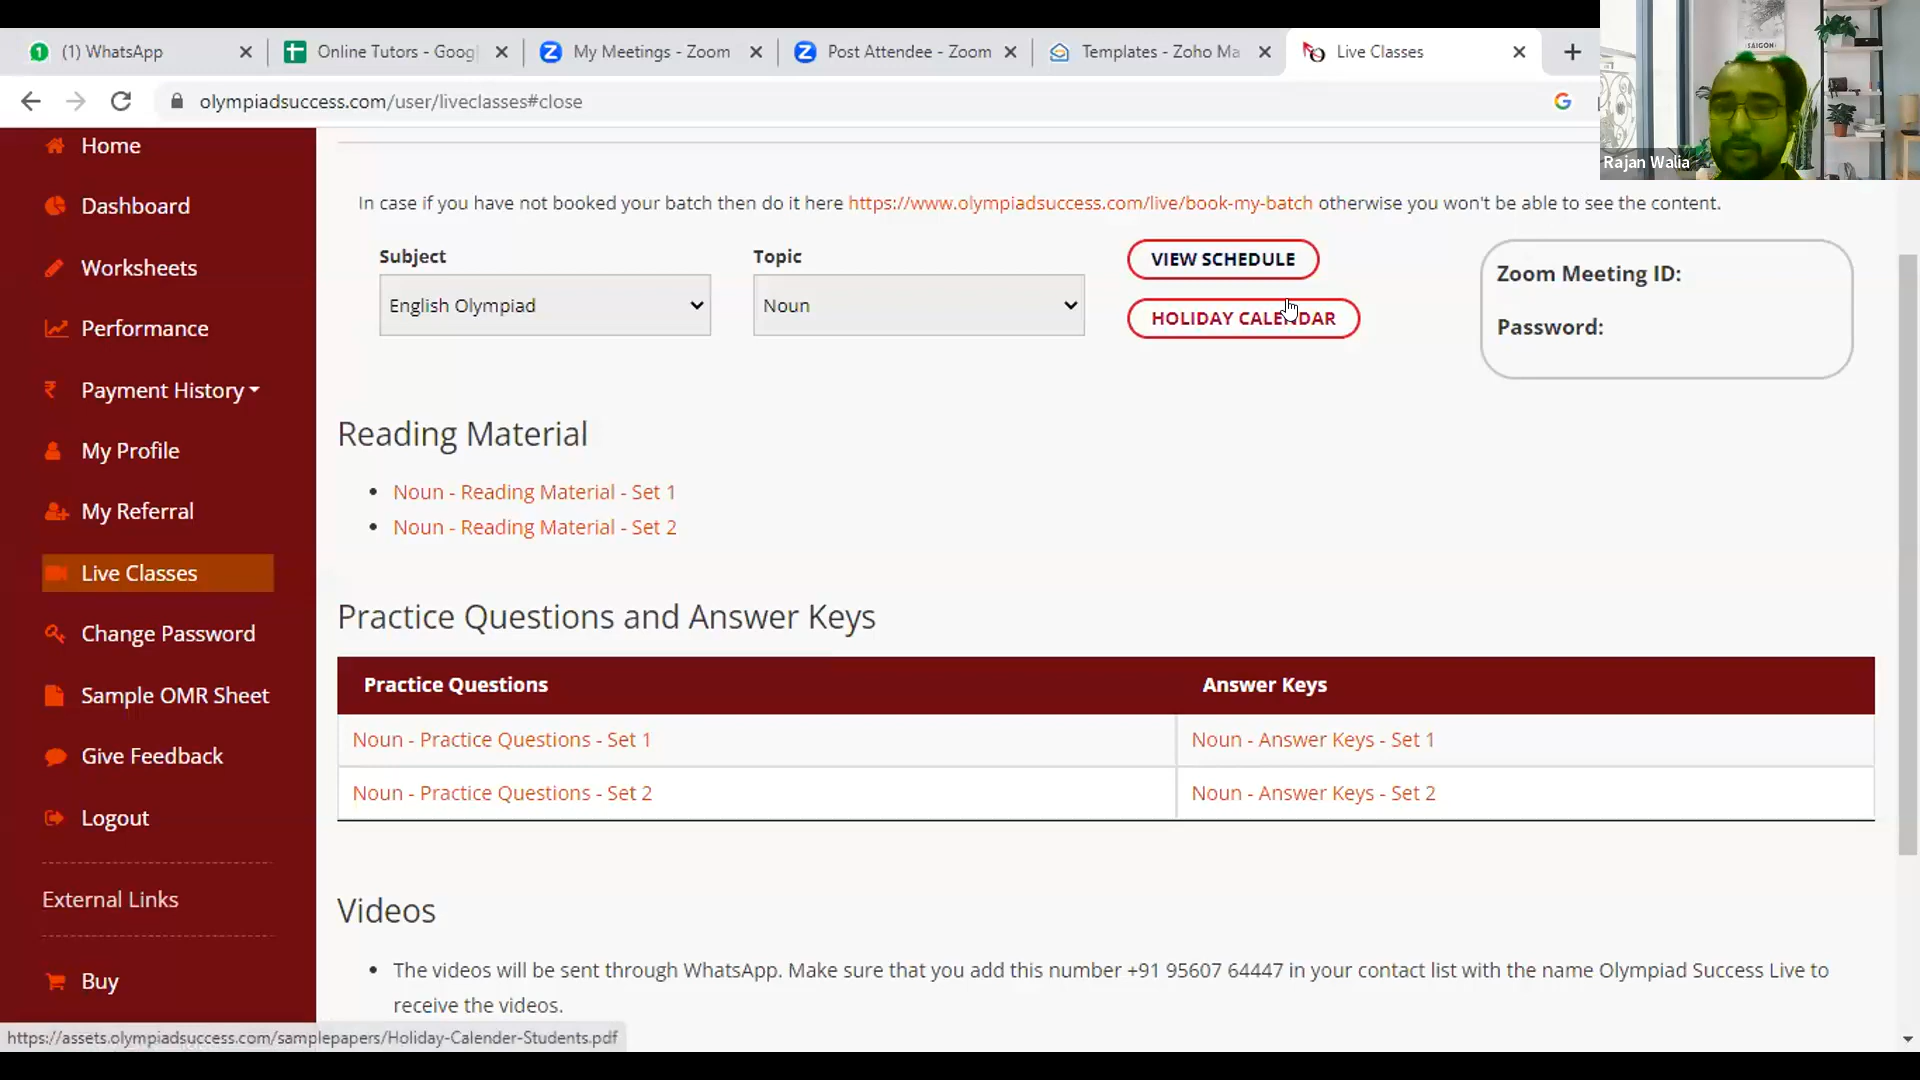 (1) WhatsApp
Online Tutors - Goog
My Meetings - Zoom
Post Attendee - Zoom
Templates - Zoho Ma
Live Classes
SAIGON
olympiadsuccess.com/user/liveclasses#close
Rajan Walia
Home
Dashboard
Worksheets
Performance
Payment History
My Profile
My Referral
Live Classes
Change Password
Sample OMR Sheet
Give Feedback
Logout
External Links
Buy
In case if you have not booked your batch then do it here https://www.olympiadsuccess.com/live/book-my-batch otherwise you won't be able to see the content.
Subject
English Olympiad
Topic
Noun
VIEW SCHEDULE
HOLIDAY CALENDAR
Zoom Meeting ID:
Password:
Reading Material
Noun - Reading Material - Set 1
Noun - Reading Material - Set 2
Practice Questions and Answer Keys
Practice Questions Answer Keys
Noun - Practice Questions - Set 1 Noun - Answer Keys - Set 1
Noun - Practice Questions - Set 2 Noun - Answer Keys - Set 2
Videos
The videos will be sent through WhatsApp. Make sure that you add this number +91 95607 64447 in your contact list with the name Olympiad Success Live to
receive the videos.
https://assets.olympiadsuccess.com/samplepapers/Holiday-Calender-Students.pdf